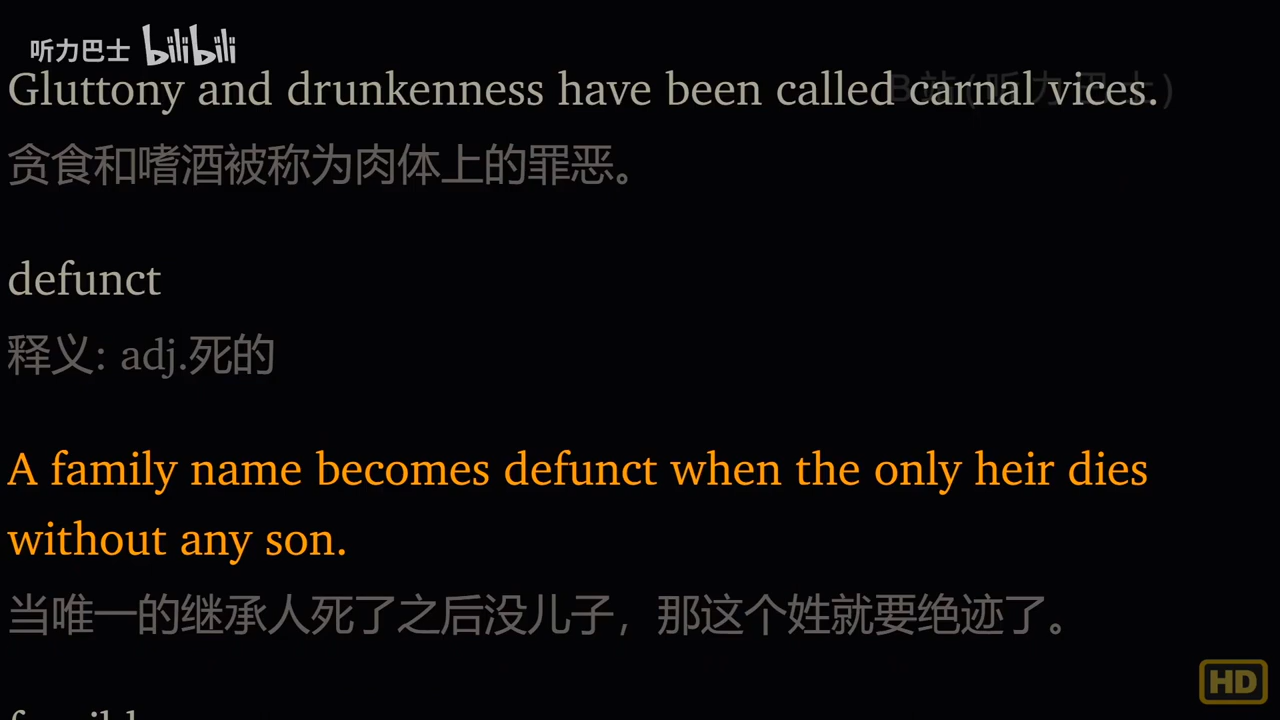 听力巴士 bilibili
Gluttony and drunkenness have been called carnal vices.
贪食和嗜酒被称为肉体上的罪恶。
defunct
释义: adj.死的
A family name becomes defunct when the only heir dies
without any son.
当唯一的继承人死了之后没儿子，那这个姓就要绝迹了。
HD